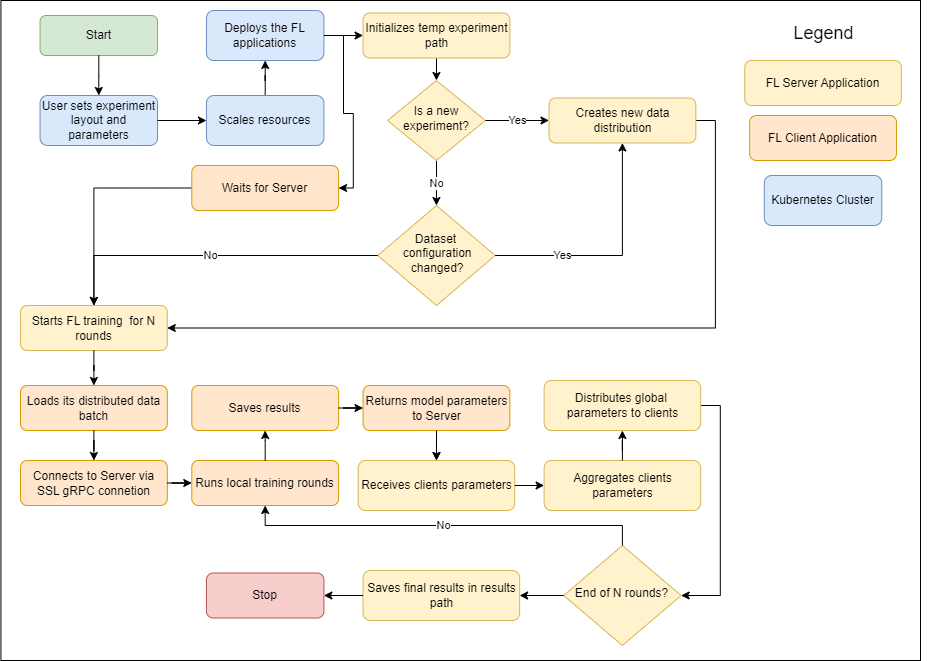 Start
Deploys the FL
applications
Initializes temp experiment
path
Legend
FL Server Application
User sets experiment
layout and
parameters
Scales resources
Is a new
experiment?
Yes
Creates new data
distribution
FL Client Application
No
Waits for Server
Kubernetes Cluster
Dataset
configuration
changed?
No
Yes
Starts FL training for N
rounds
Loads its distributed data
batch
Saves results
Returns model parameters
to Server
Distributes global
parameters to clients
Connects to Server via
SSL gRPC connetion
Runs local training rounds
Receives clients parameters
Aggregates clients
parameters
No
Stop
Saves final results in results
path
End of N rounds?